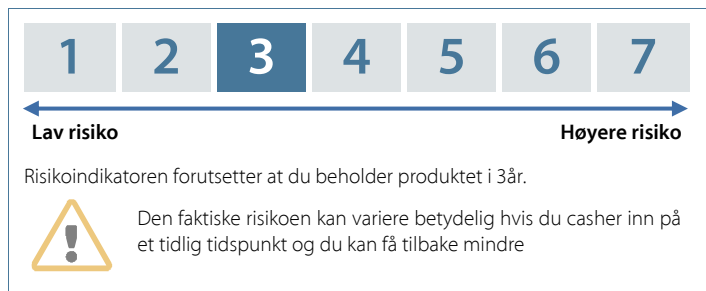 1 2 3 4 5 6 7
Lav risiko Høyere risiko
Risikoindikatoren forutsetter at du beholder produktet i 3år.
Den faktiske risikoen kan variere betydelig hvis du casher inn på
et tidlig tidspunkt og du kan få tilbake mindre